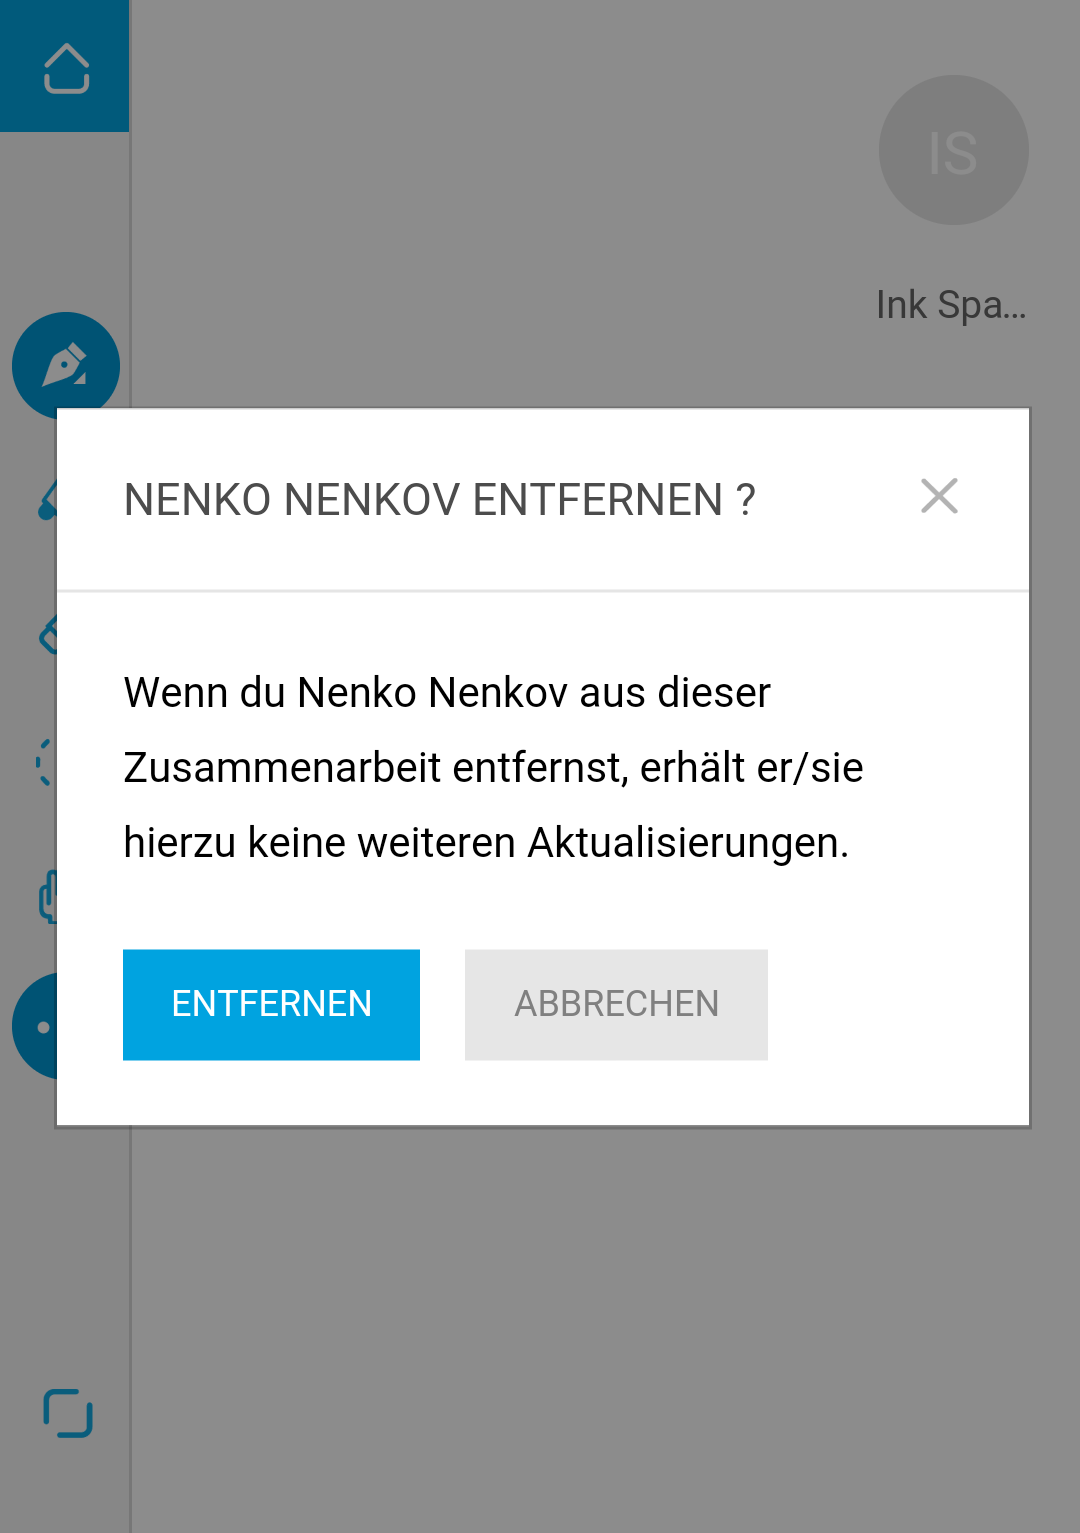 IS
Ink Spa...
NENKO NENKOV ENTFERNEN ?
Wenn du Nenko Nenkov aus dieser
Zusammenarbeit entfernst, erhält er/sie
hierzu keine weiteren Aktualisierungen.
ENTFERNEN
ABBRECHEN